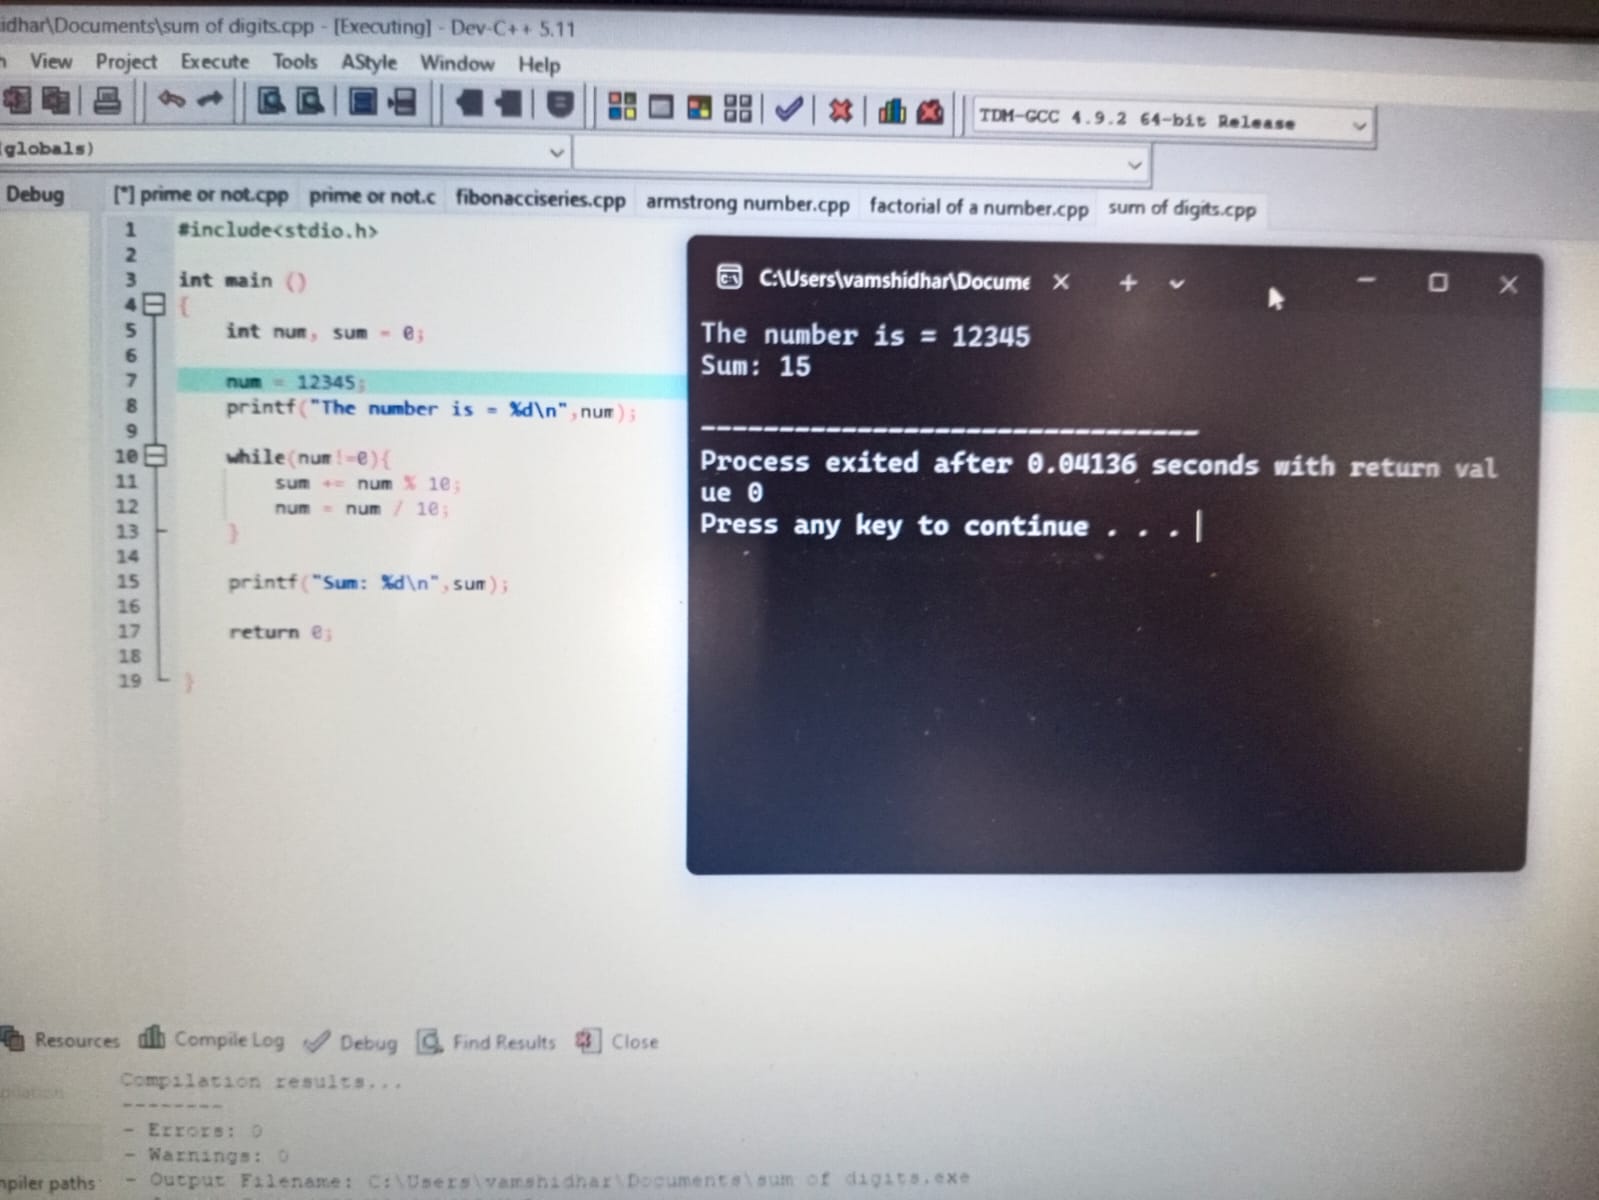 idhar\Documents\sum of digits.cpp - [Executing] - Dev-C++ 5.11
View Project Execute Tools AStyle Window Help
TDM-GCC 4.9.2 64-bit Release
(globals)
Debug
[*] prime or not.cpp prime or not.c fibonacciseries.cpp armstrong number.cpp factorial of a number.cpp sum of digits.cpp
1 #include<stdio.h>
2
3 int main ()
4 {
5 int num, sum = 0;
6
7 num = 12345;
8 printf("The number is = %d\n",num);
9
10 while(num!=0){
11 sum += num % 10;
12 num = num / 10;
13 }
14
15 printf("Sum: %d\n",sum);
16
17 return 0;
18
19 }
C:\Users\vamshidhar\Docume
The number is = 12345
Sum: 15
--------------------------------
Process exited after 0.04136 seconds with return val
ue 0
Press any key to continue . . .
Resources Compile Log Debug Find Results Close
Compilation results...
--------
- Errors: 0
- Warnings: 0
- Output Filename: C:\Users\vamshidhar\Documents\sum of digits.exe
mpiler paths